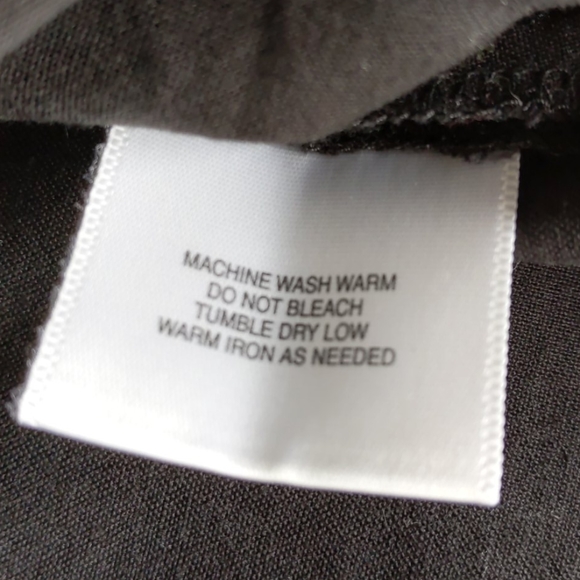 MACHINE WASH WARM
DO NOT BLEACH
TUMBLE DRY LOW
WARM IRON AS NEEDED